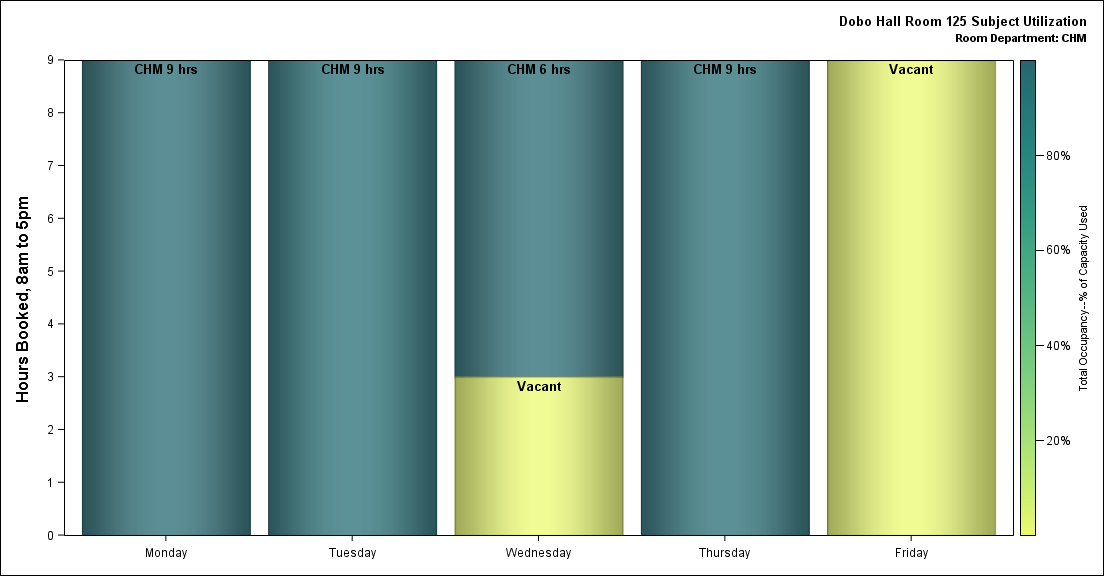 Dobo Hall Room 125 Subject Utilization
Room Department: CHM
Hours Booked, 8am to 5pm
9
8
7
6
5
4
3
2
1
0
CHM 9 hrs
CHM 9 hrs
CHM 6 hrs
CHM 9 hrs
Vacant
Vacant
Monday
Tuesday
Wednesday
Thursday
Friday
80%
60%
40%
20%
Total Occupancy--% of Capacity Used